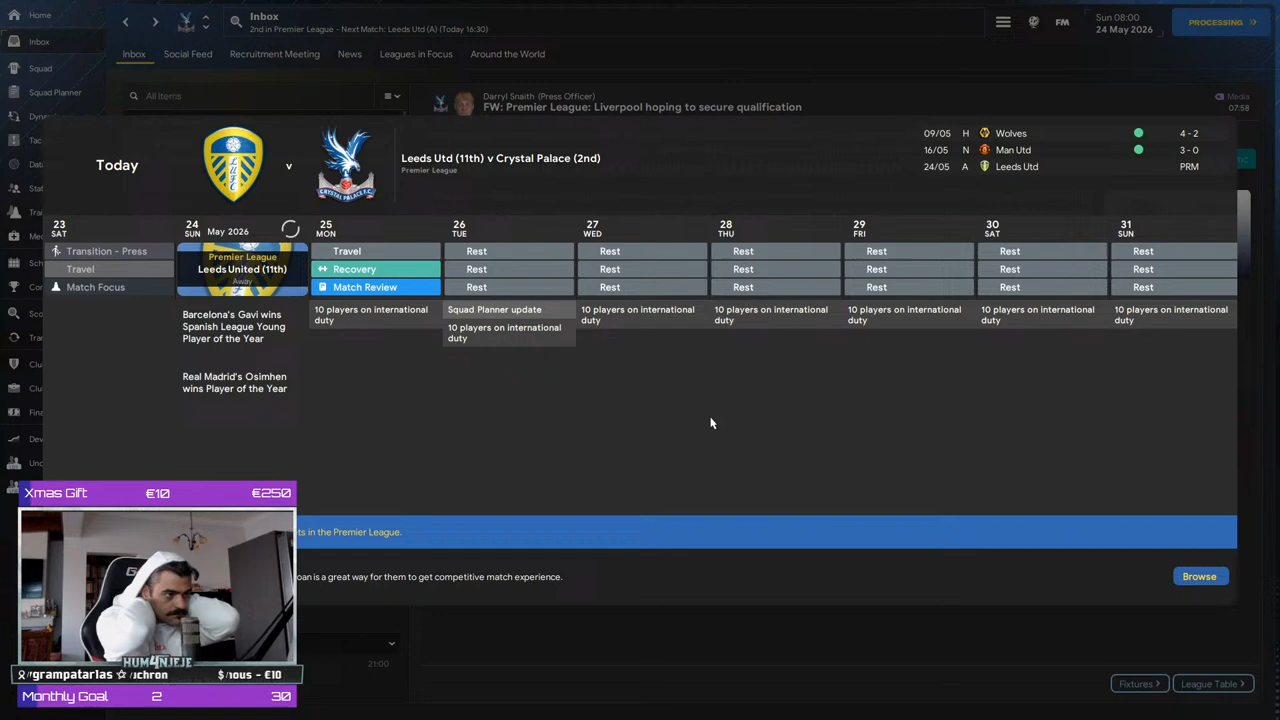 Home
Inbox
2nd in Premier League - Next Match: Leeds Utd (A) (Today 16:30)
FM
Sun 08:00
24 May 2026
PROCESSING
Inbox
Inbox
Social Feed
Recruitment Meeting
News
Leagues in Focus
Around the World
Squad
Squad Planner
All Items
Darryl Snaith (Press Officer)
FW: Premier League: Liverpool hoping to secure qualification
Media
07:58
Today
v
Leeds Utd (11th) v Crystal Palace (2nd)
Premier League
09/05 H Wolves 4 - 2
16/05 N Man Utd 3 - 0
24/05 A Leeds Utd PRM
23 SAT
24 SUN May 2026
25 MON
26 TUE
27 WED
28 THU
29 FRI
30 SAT
31 SUN
Transition - Press
Travel
Match Focus
Premier League
Leeds United (11th)
Away
Barcelona's Gavi wins
Spanish League Young
Player of the Year
Real Madrid's Osimhen
wins Player of the Year
Travel
Recovery
Match Review
10 players on international
duty
Rest
Rest
Rest
Squad Planner update
10 players on international
duty
Rest
Rest
Rest
10 players on international
duty
Rest
Rest
Rest
10 players on international
duty
Rest
Rest
Rest
10 players on international
duty
Rest
Rest
Rest
10 players on international
duty
Rest
Rest
Rest
10 players on international
duty
ts in the Premier League.
oan is a great way for them to get competitive match experience.
Browse
21:00
Fixtures
League Table
Xmas Gift €10 €250
HUM4NJEJE
grampatarlas
Monthly Goal 2 30